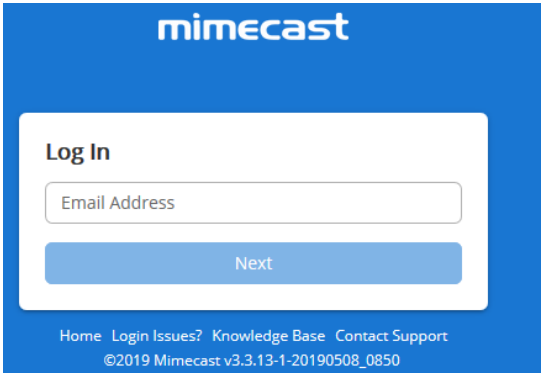 mimecast
Log In
Email Address
Next
Home Login Issues? Knowledge Base Contact Support
©2019 Mimecast v3.3.13-1-20190508_0850